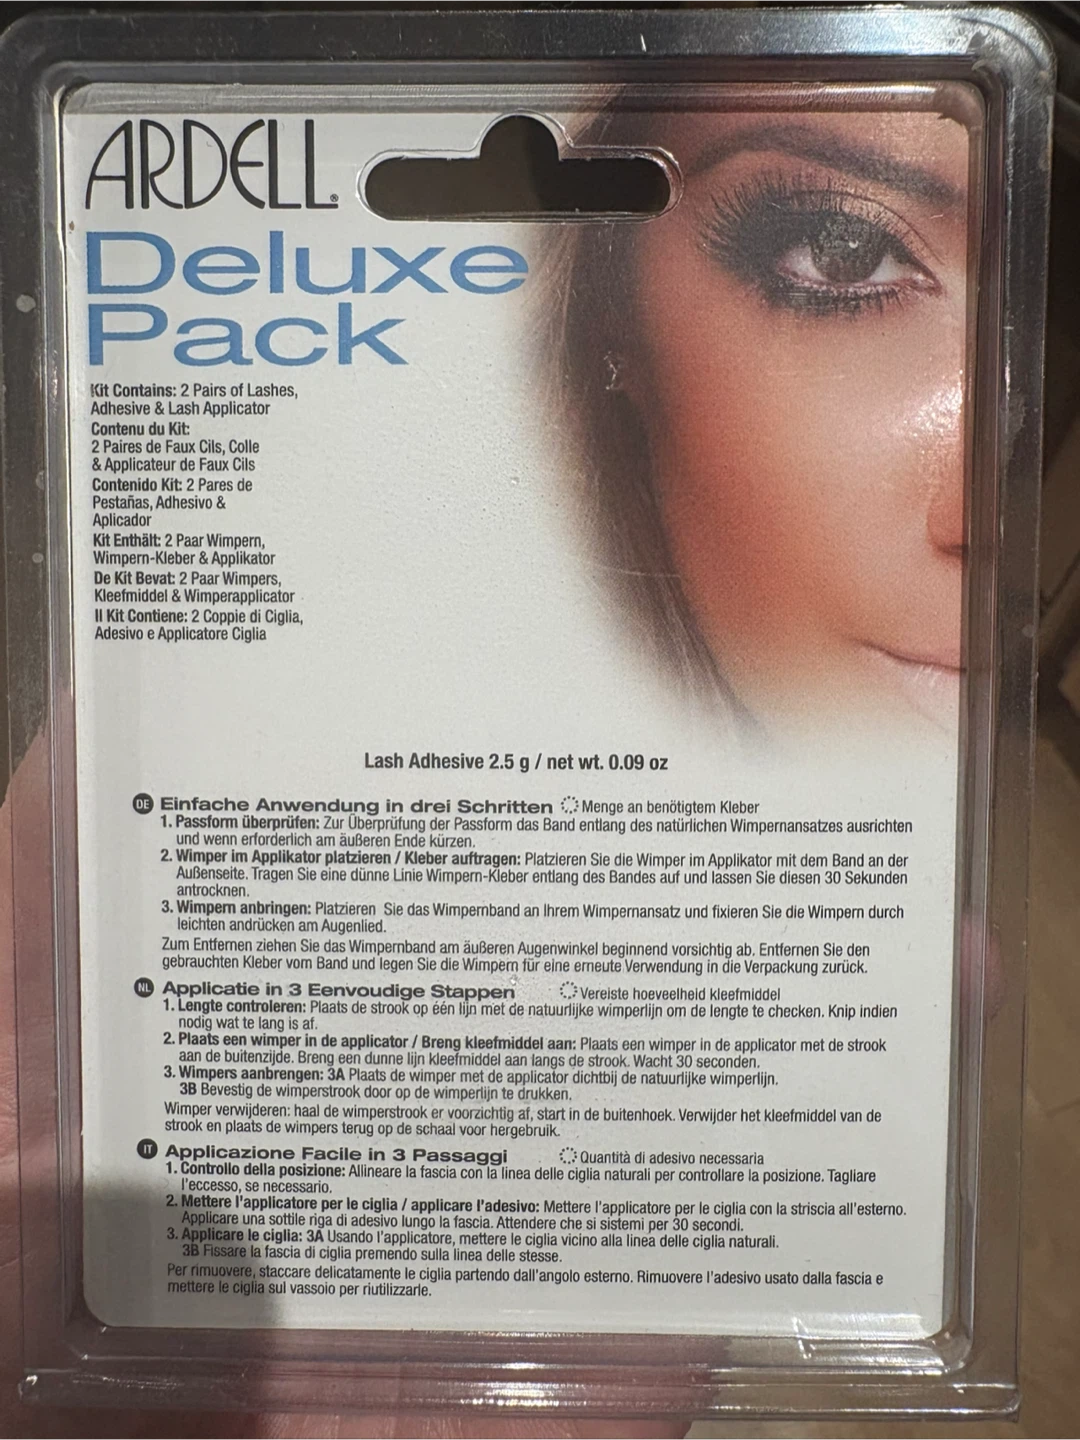 ARDELL®
Deluxe
Pack
Kit Contains: 2 Pairs of Lashes,
Adhesive & Lash Applicator
Contenu du Kit:
2 Paires de Faux Cils, Colle
& Applicateur de Faux Cils
Contenido Kit: 2 Pares de
Pestañas, Adhesivo &
Aplicador
Kit Enthält: 2 Paar Wimpern,
Wimpern-Kleber & Applikator
De Kit Bevat: 2 Paar Wimpers,
Kleefmiddel & Wimperapplicator
Il Kit Contiene: 2 Coppie di Ciglia,
Adesivo e Applicatore Ciglia
Lash Adhesive 2.5 g / net wt. 0.09 oz
DE Einfache Anwendung in drei Schritten Menge an benötigtem Kleber
1. Passform überprüfen: Zur Überprüfung der Passform das Band entlang des natürlichen Wimpernansatzes ausrichten
und wenn erforderlich am äußeren Ende kürzen.
2. Wimper im Applikator platzieren / Kleber auftragen: Platzieren Sie die Wimper im Applikator mit dem Band an der
Außenseite. Tragen Sie eine dünne Linie Wimpern-Kleber entlang des Bandes auf und lassen Sie diesen 30 Sekunden
antrocknen.
3. Wimpern anbringen: Platzieren Sie das Wimpernband an Ihrem Wimpernansatz und fixieren Sie die Wimpern durch
leichten andrücken am Augenlied.
Zum Entfernen ziehen Sie das Wimpernband am äußeren Augenwinkel beginnend vorsichtig ab. Entfernen Sie den
gebrauchten Kleber vom Band und legen Sie die Wimpern für eine erneute Verwendung in die Verpackung zurück.
NL Applicatie in 3 Eenvoudige Stappen Vereiste hoeveelheid kleefmiddel
1. Lengte controleren: Plaats de strook op één lijn met de natuurlijke wimperlijn om de lengte te checken. Knip indien
nodig wat te lang is af.
2. Plaats een wimper in de applicator / Breng kleefmiddel aan: Plaats een wimper in de applicator met de strook
aan de buitenzijde. Breng een dunne lijn kleefmiddel aan langs de strook. Wacht 30 seconden.
3. Wimpers aanbrengen: 3A Plaats de wimper met de applicator dichtbij de natuurlijke wimperlijn.
3B Bevestig de wimperstrook door op de wimperlijn te drukken.
Wimper verwijderen: haal de wimperstrook er voorzichtig af, start in de buitenhoek. Verwijder het kleefmiddel van de
strook en plaats de wimpers terug op de schaal voor hergebruik.
IT Applicazione Facile in 3 Passaggi Quantità di adesivo necessaria
1. Controllo della posizione: Allineare la fascia con la linea delle ciglia naturali per controllare la posizione. Tagliare
l'eccesso, se necessario.
2. Mettere l'applicatore per le ciglia / applicare l'adesivo: Mettere l'applicatore per le ciglia con la striscia all'esterno.
Applicare una sottile riga di adesivo lungo la fascia. Attendere che si sistemi per 30 secondi.
3. Applicare le ciglia: 3A Usando l'applicatore, mettere le ciglia vicino alla linea delle ciglia naturali.
3B Fissare la fascia di ciglia premendo sulla linea delle stesse.
Per rimuovere, staccare delicatamente le ciglia partendo dall'angolo esterno. Rimuovere l'adesivo usato dalla fascia e
mettere le ciglia sul vassoio per riutilizzarle.